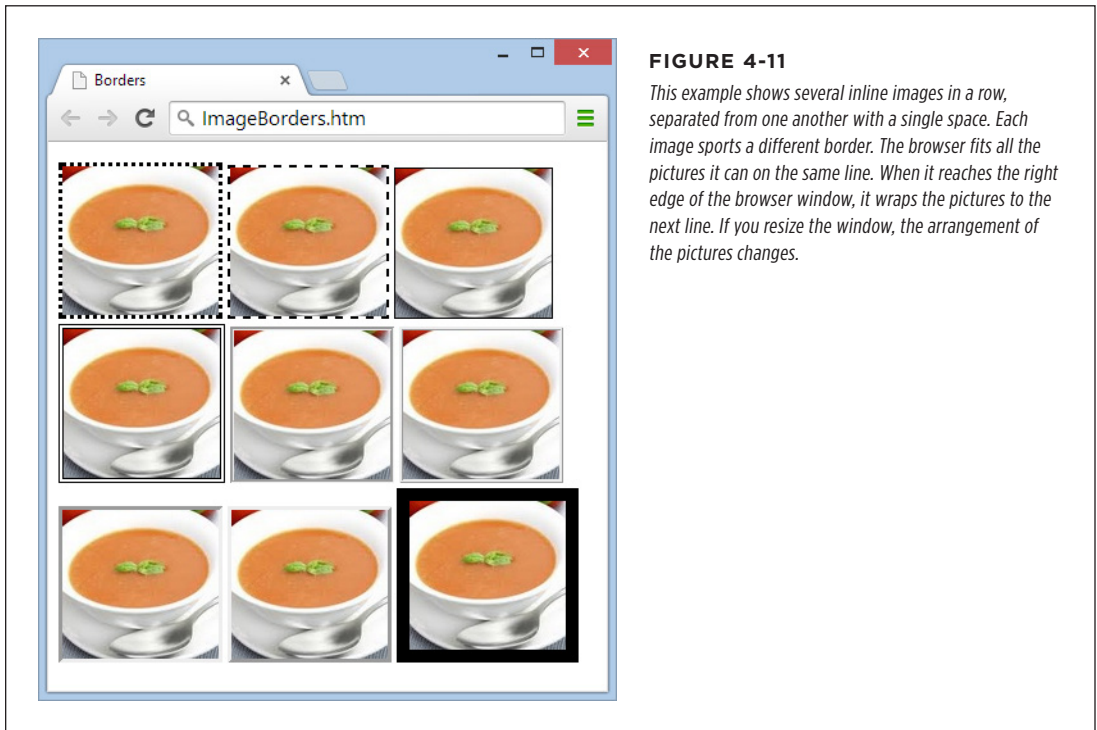 Borders
ImageBorders.htm
FIGURE 4-11
This example shows several inline images in a row,
separated from one another with a single space. Each
image sports a different border. The browser fits all the
pictures it can on the same line. When it reaches the right
edge of the browser window, it wraps the pictures to the
next line. If you resize the window, the arrangement of
the pictures changes.